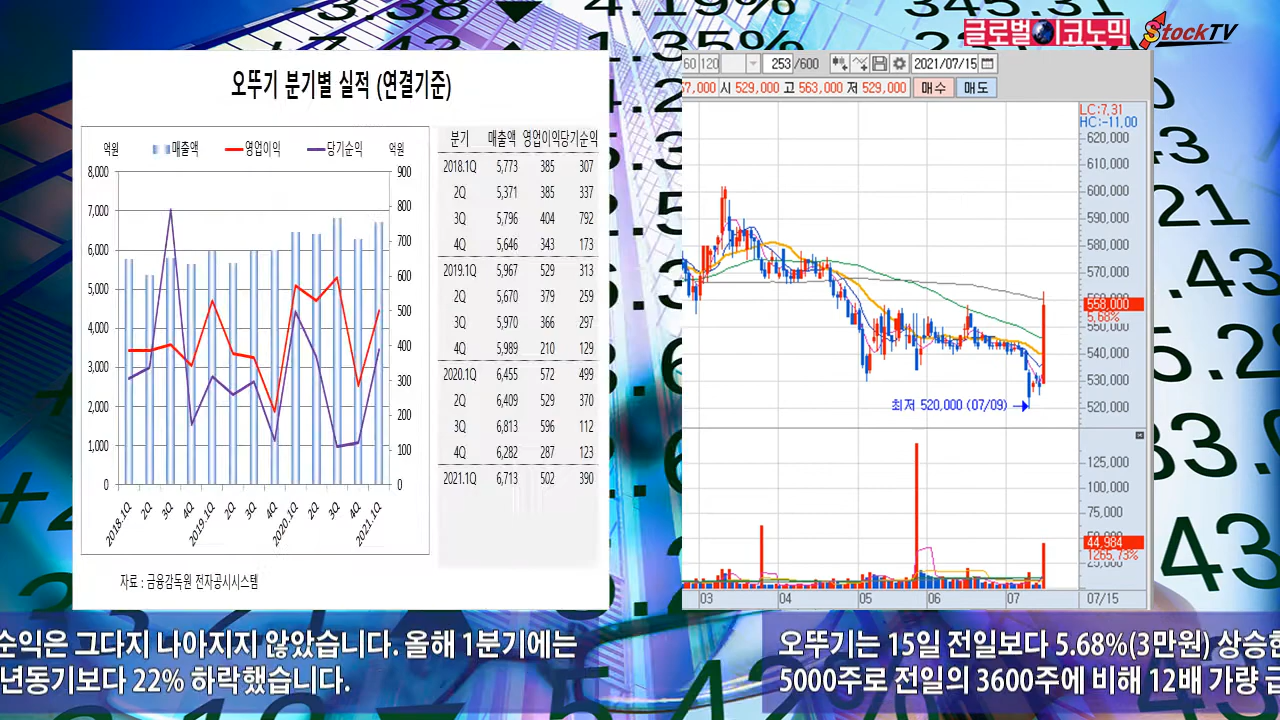 -3.38 4.19% 345.31
글로벌이코노믹 StockTV
오뚜기 분기별 실적 (연결기준)
억원 매출액 영업이익 당기순익 억원
8,000 900
800
7,000
700
6,000
600
5,000
500
4,000
400
3,000
300
2,000
200
1,000
100
0 0
2018.1Q 2Q 3Q 4Q 2019.1Q 2Q 3Q 4Q 2020.1Q 2Q 3Q 4Q 2021.1Q
자료 : 금융감독원 전자공시시스템
분기 매출액 영업이익당기순익
2018.1Q 5,773 385 307
2Q 5,371 385 337
3Q 5,796 404 792
4Q 5,646 343 173
2019.1Q 5,967 529 313
2Q 5,670 379 259
3Q 5,970 366 297
4Q 5,989 210 129
2020.1Q 6,455 572 499
2Q 6,409 529 370
3Q 6,813 596 112
4Q 6,282 287 123
2021.1Q 6,713 502 390
60 120 253/600 2021/07/15
57,000 시 529,000 고 563,000 저 529,000 매수 매도
LC:7,31
HC:-11,00
620,000
610,000
600,000
590,000
580,000
570,000
558,000
5,68%
550,000
540,000
530,000
520,000
최저 520,000 (07/09)
125,000
100,000
75,000
44,984
1265,73%
25,000
03 04 05 06 07 07/15
순익은 그다지 나아지지 않았습니다. 올해 1분기에는
년동기보다 22% 하락했습니다.
오뚜기는 15일 전일보다 5.68%(3만원) 상승한
5000주로 전일의 3600주에 비해 12배 가량 급